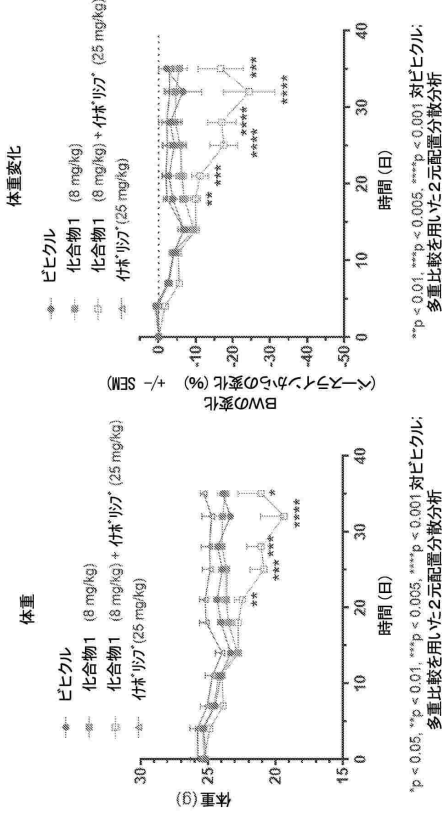 体重
ビヒクル
化合物1 (8 mg/kg)
化合物1 (8 mg/kg) + ｲﾅﾎﾞﾘｼﾌﾞ (25 mg/kg)
ｲﾅﾎﾞﾘｼﾌﾞ (25 mg/kg)
体重 (g)
30
25
20
15
**
***
***
****
*
0 10 20 30 40
時間 (日)
*p < 0.05, **p < 0.01, ***p < 0.005, ****p < 0.001 対ビヒクル;
多重比較を用いた2元配置分散分析
体重変化
ビヒクル
化合物1 (8 mg/kg)
化合物1 (8 mg/kg) + ｲﾅﾎﾞﾘｼﾌﾞ (25 mg/kg)
ｲﾅﾎﾞﾘｼﾌﾞ (25 mg/kg)
BWの変化
(ベースラインからの変化 (%) +/- SEM)
0
-10
-20
-30
-40
-50
**
***
****
****
****
***
0 10 20 30 40
時間 (日)
**p < 0.01, ***p < 0.005, ****p < 0.001 対ビヒクル;
多重比較を用いた2元配置分散分析